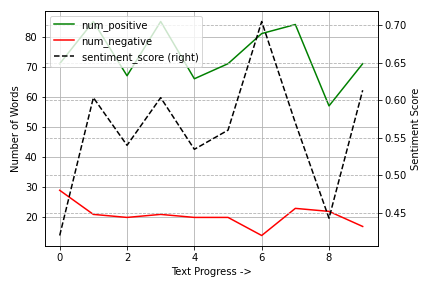 num_positive
num_negative
sentiment_score (right)
80
70
60
50
40
30
20
Number of Words
0.70
0.65
0.60
0.55
0.50
0.45
Sentiment Score
0 2 4 6 8
Text Progress ->